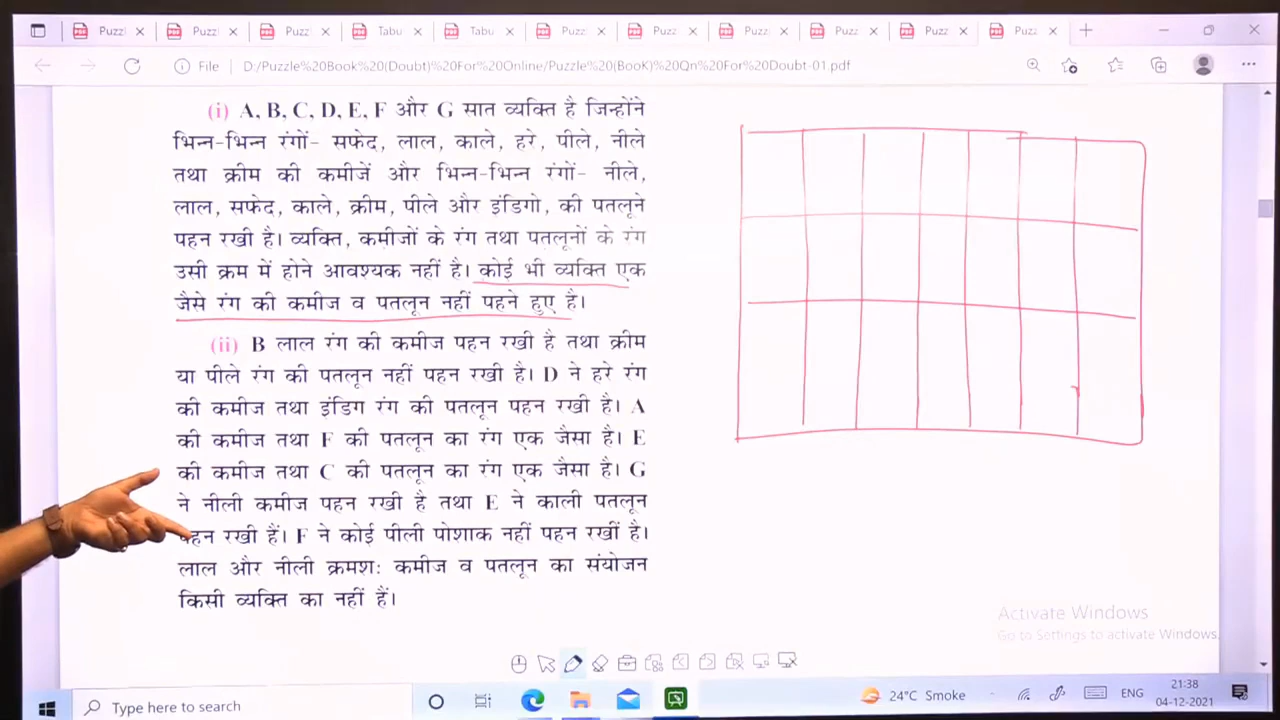 Puzzl
Puzzl
Puzzl
Tabu
Tabu
Puzz
Puzz
Puzz
Puzz
Puzz
Puzz
File
D:/Puzzle%20Book%20(Doubt)%20For%20Online/Puzzle%20(BooK)%20Qn%20For%20Doubt-01.pdf
(i) A, B, C, D, E, F और G सात व्यक्ति है जिन्होंने
भिन्न-भिन्न रंगों- सफेद, लाल, काले, हरे, पीले, नीले
तथा क्रीम की कमीजें और भिन्न-भिन्न रंगों- नीले,
लाल, सफेद, काले, क्रीम, पीले और इंडिगो, की पतलूने
पहन रखी है। व्यक्ति, कमीजों के रंग तथा पतलूनों के रंग
उसी क्रम में होने आवश्यक नहीं है। कोई भी व्यक्ति एक
जैसे रंग की कमीज व पतलून नहीं पहने हुए है।
(ii) B लाल रंग की कमीज पहन रखी है तथा क्रीम
या पीले रंग की पतलून नहीं पहन रखी है। D ने हरे रंग
की कमीज तथा इंडिग रंग की पतलून पहन रखी है। A
की कमीज तथा F की पतलून का रंग एक जैसा है। E
की कमीज तथा C की पतलून का रंग एक जैसा है। G
ने नीली कमीज पहन रखी है तथा E ने काली पतलून
रखी हैं। F ने कोई पीली पोशाक नहीं पहन रखीं है।
लाल और नीली क्रमश: कमीज व पतलून का संयोजन
किसी व्यक्ति का नहीं हैं।
Activate Windows
Go to Settings to activate Windows.
Type here to search
24°C Smoke
ENG
21:38
04-12-2021